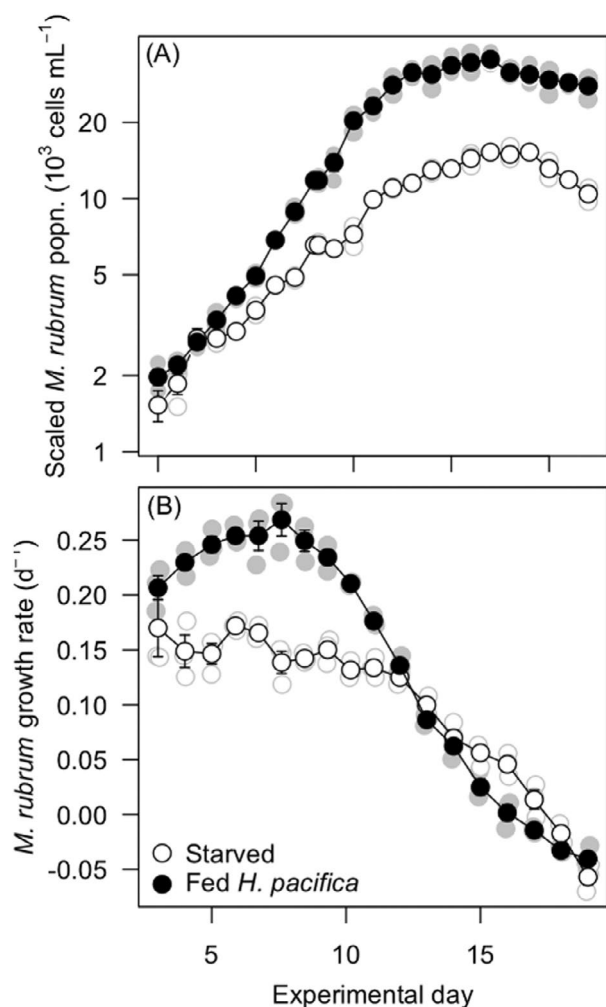 (A)
Scaled M. rubrum popn. (10³ cells mL⁻¹)
20
10
5
2
1
(B)
M. rubrum growth rate (d⁻¹)
0.25
0.20
0.15
0.10
0.05
0.00
-0.05
Starved
Fed H. pacifica
5
10
15
Experimental day